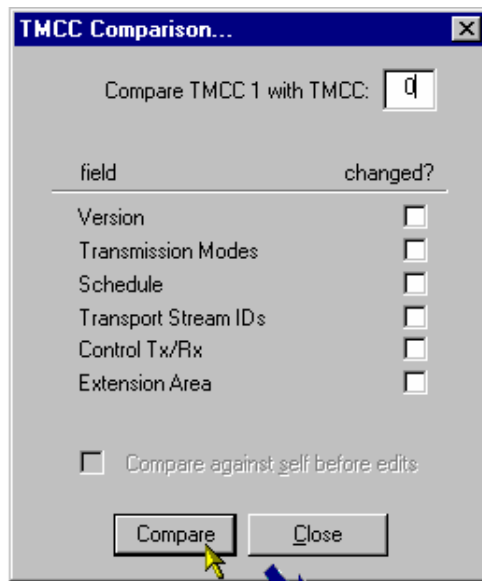 TMCC Comparison...
Compare TMCC 1 with TMCC: 0
field changed?
Version
Transmission Modes
Schedule
Transport Stream IDs
Control Tx/Rx
Extension Area
Compare against self before edits
Compare Close